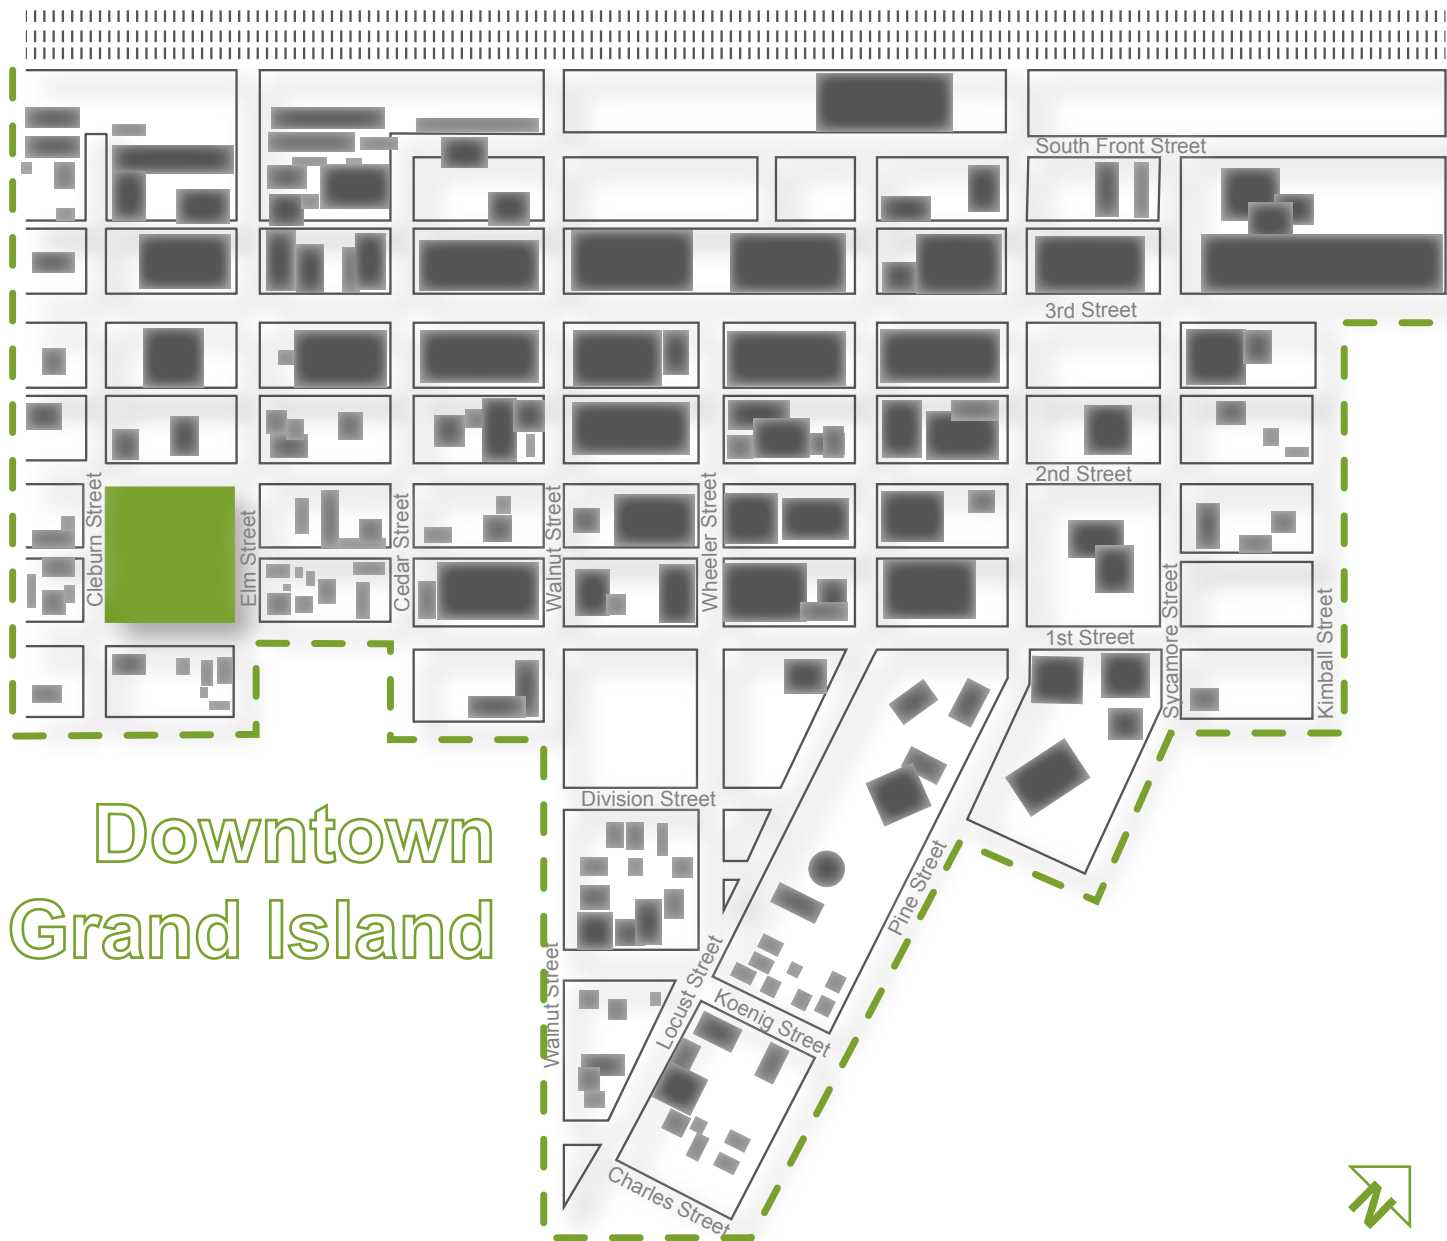 South Front Street
3rd Street
2nd Street
Cleburn Street
Elm Street
Cedar Street
Walnut Street
Wheeler Street
Sycamore Street
Kimball Street
1st Street
Division Street
Downtown
Grand Island
Pine Street
Walnut Street
Locust Street
Koenig Street
Charles Street
N